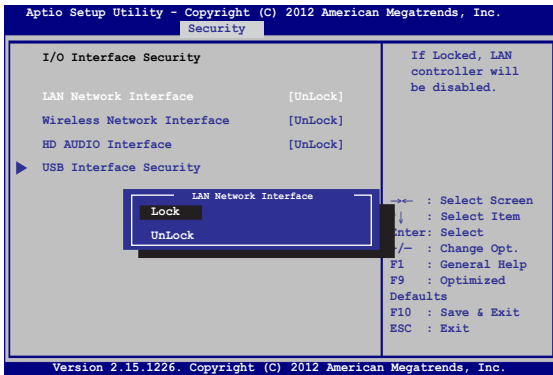 Aptio Setup Utility - Copyright (C) 2012 American Megatrends, Inc.
Security
I/O Interface Security
LAN Network Interface [UnLock]
Wireless Network Interface [UnLock]
HD AUDIO Interface [UnLock]
USB Interface Security
If Locked, LAN
controller will
be disabled.
LAN Network Interface
Lock
UnLock
→← : Select Screen
↓ : Select Item
Enter: Select
/— : Change Opt.
F1 : General Help
F9 : Optimized
Defaults
F10 : Save & Exit
ESC : Exit
Version 2.15.1226. Copyright (C) 2012 American Megatrends, Inc.